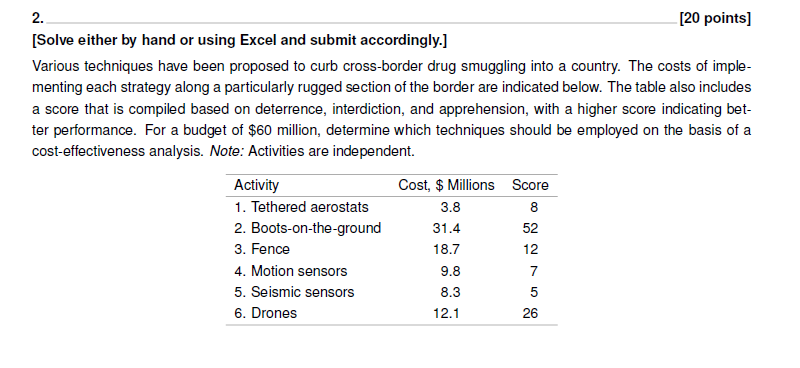 2. [20 points]
[Solve either by hand or using Excel and submit accordingly.]
Various techniques have been proposed to curb cross-border drug smuggling into a country. The costs of imple-
menting each strategy along a particularly rugged section of the border are indicated below. The table also includes
a score that is compiled based on deterrence, interdiction, and apprehension, with a higher score indicating bet-
ter performance. For a budget of $60 million, determine which techniques should be employed on the basis of a
cost-effectiveness analysis. Note: Activities are independent.
Activity Cost, $ Millions Score
1. Tethered aerostats 3.8 8
2. Boots-on-the-ground 31.4 52
3. Fence 18.7 12
4. Motion sensors 9.8 7
5. Seismic sensors 8.3 5
6. Drones 12.1 26